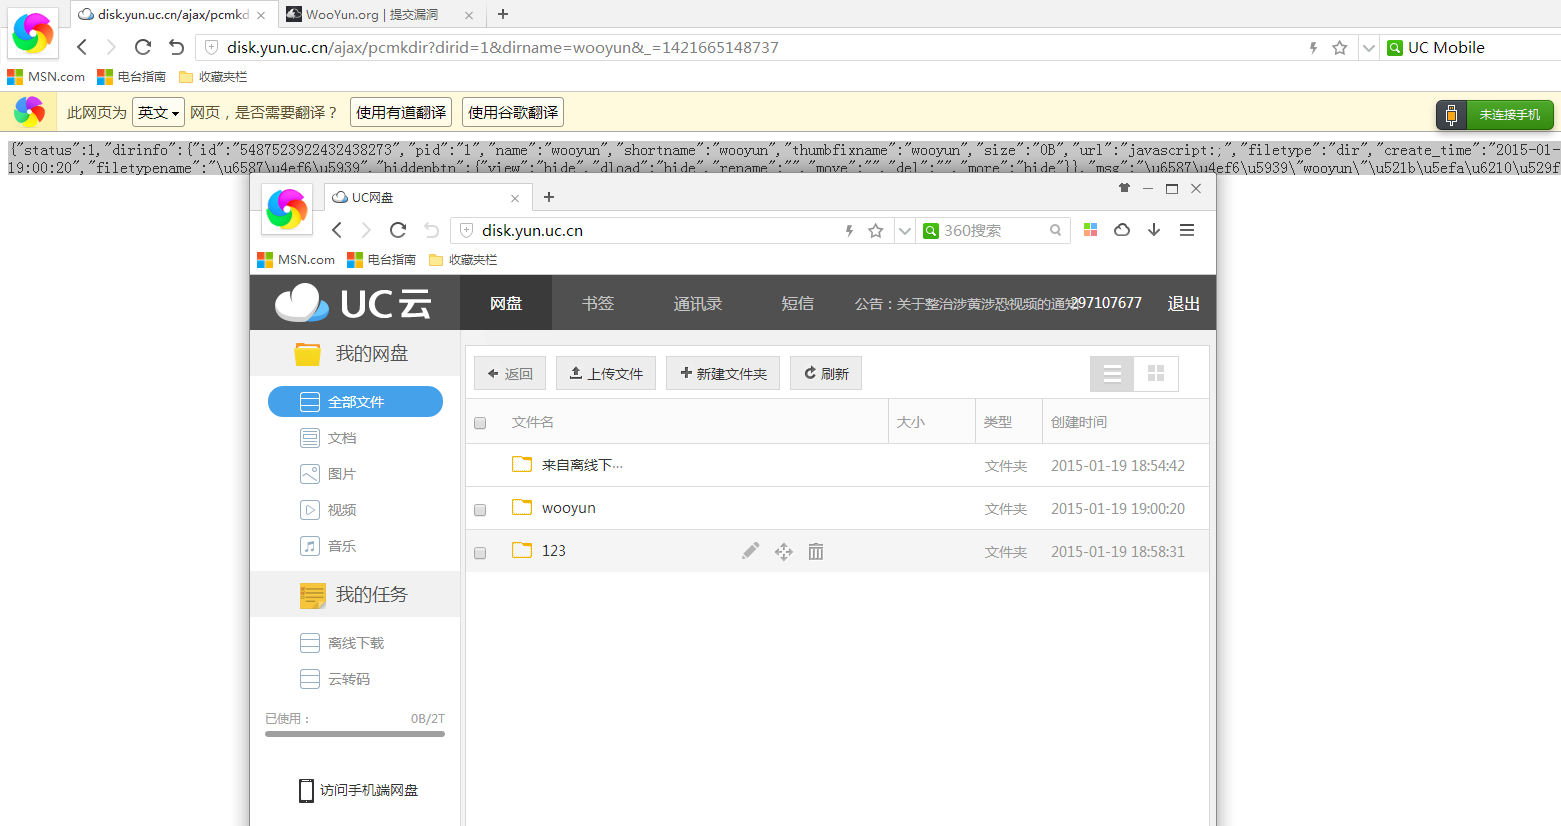 disk.yun.uc.cn/ajax/pcmkd
WooYun.org | 提交漏洞
disk.yun.uc.cn/ajax/pcmkdir?dirid=1&dirname=wooyun&_=1421665148737
UC Mobile
MSN.com 电台指南 收藏夹栏
此网页为 英文 网页，是否需要翻译？ 使用有道翻译 使用谷歌翻译
未连接手机
{"status":1,"dirinfo":{"id":"5487523922432438273","pid":"1","name":"wooyun","shortname":"wooyun","thumbfixname":"wooyun","size":"0B","url":"javascript:;","filetype":"dir","create_time":"2015-01-
19:00:20","filetypename":"\u6587\u4ef6\u5939","hiddenbtn":{"view":"hide","dload":"hide","rename":"","move":"","del":"","more":"hide"}},"msg":"\u6587\u4ef6\u5939\"wooyun\"\u521b\u5efa\u6210\u529f
UC网盘
disk.yun.uc.cn
360搜索
MSN.com 电台指南 收藏夹栏
UC云 网盘 书签 通讯录 短信 公告：关于整治涉黄涉恐视频的通知 297107677 退出
我的网盘
全部文件
文档
图片
视频
音乐
我的任务
离线下载
云转码
已使用： 0B/2T
访问手机端网盘
返回 上传文件 新建文件夹 刷新
文件名 大小 类型 创建时间
来自离线下… 文件夹 2015-01-19 18:54:42
wooyun 文件夹 2015-01-19 19:00:20
123 文件夹 2015-01-19 18:58:31